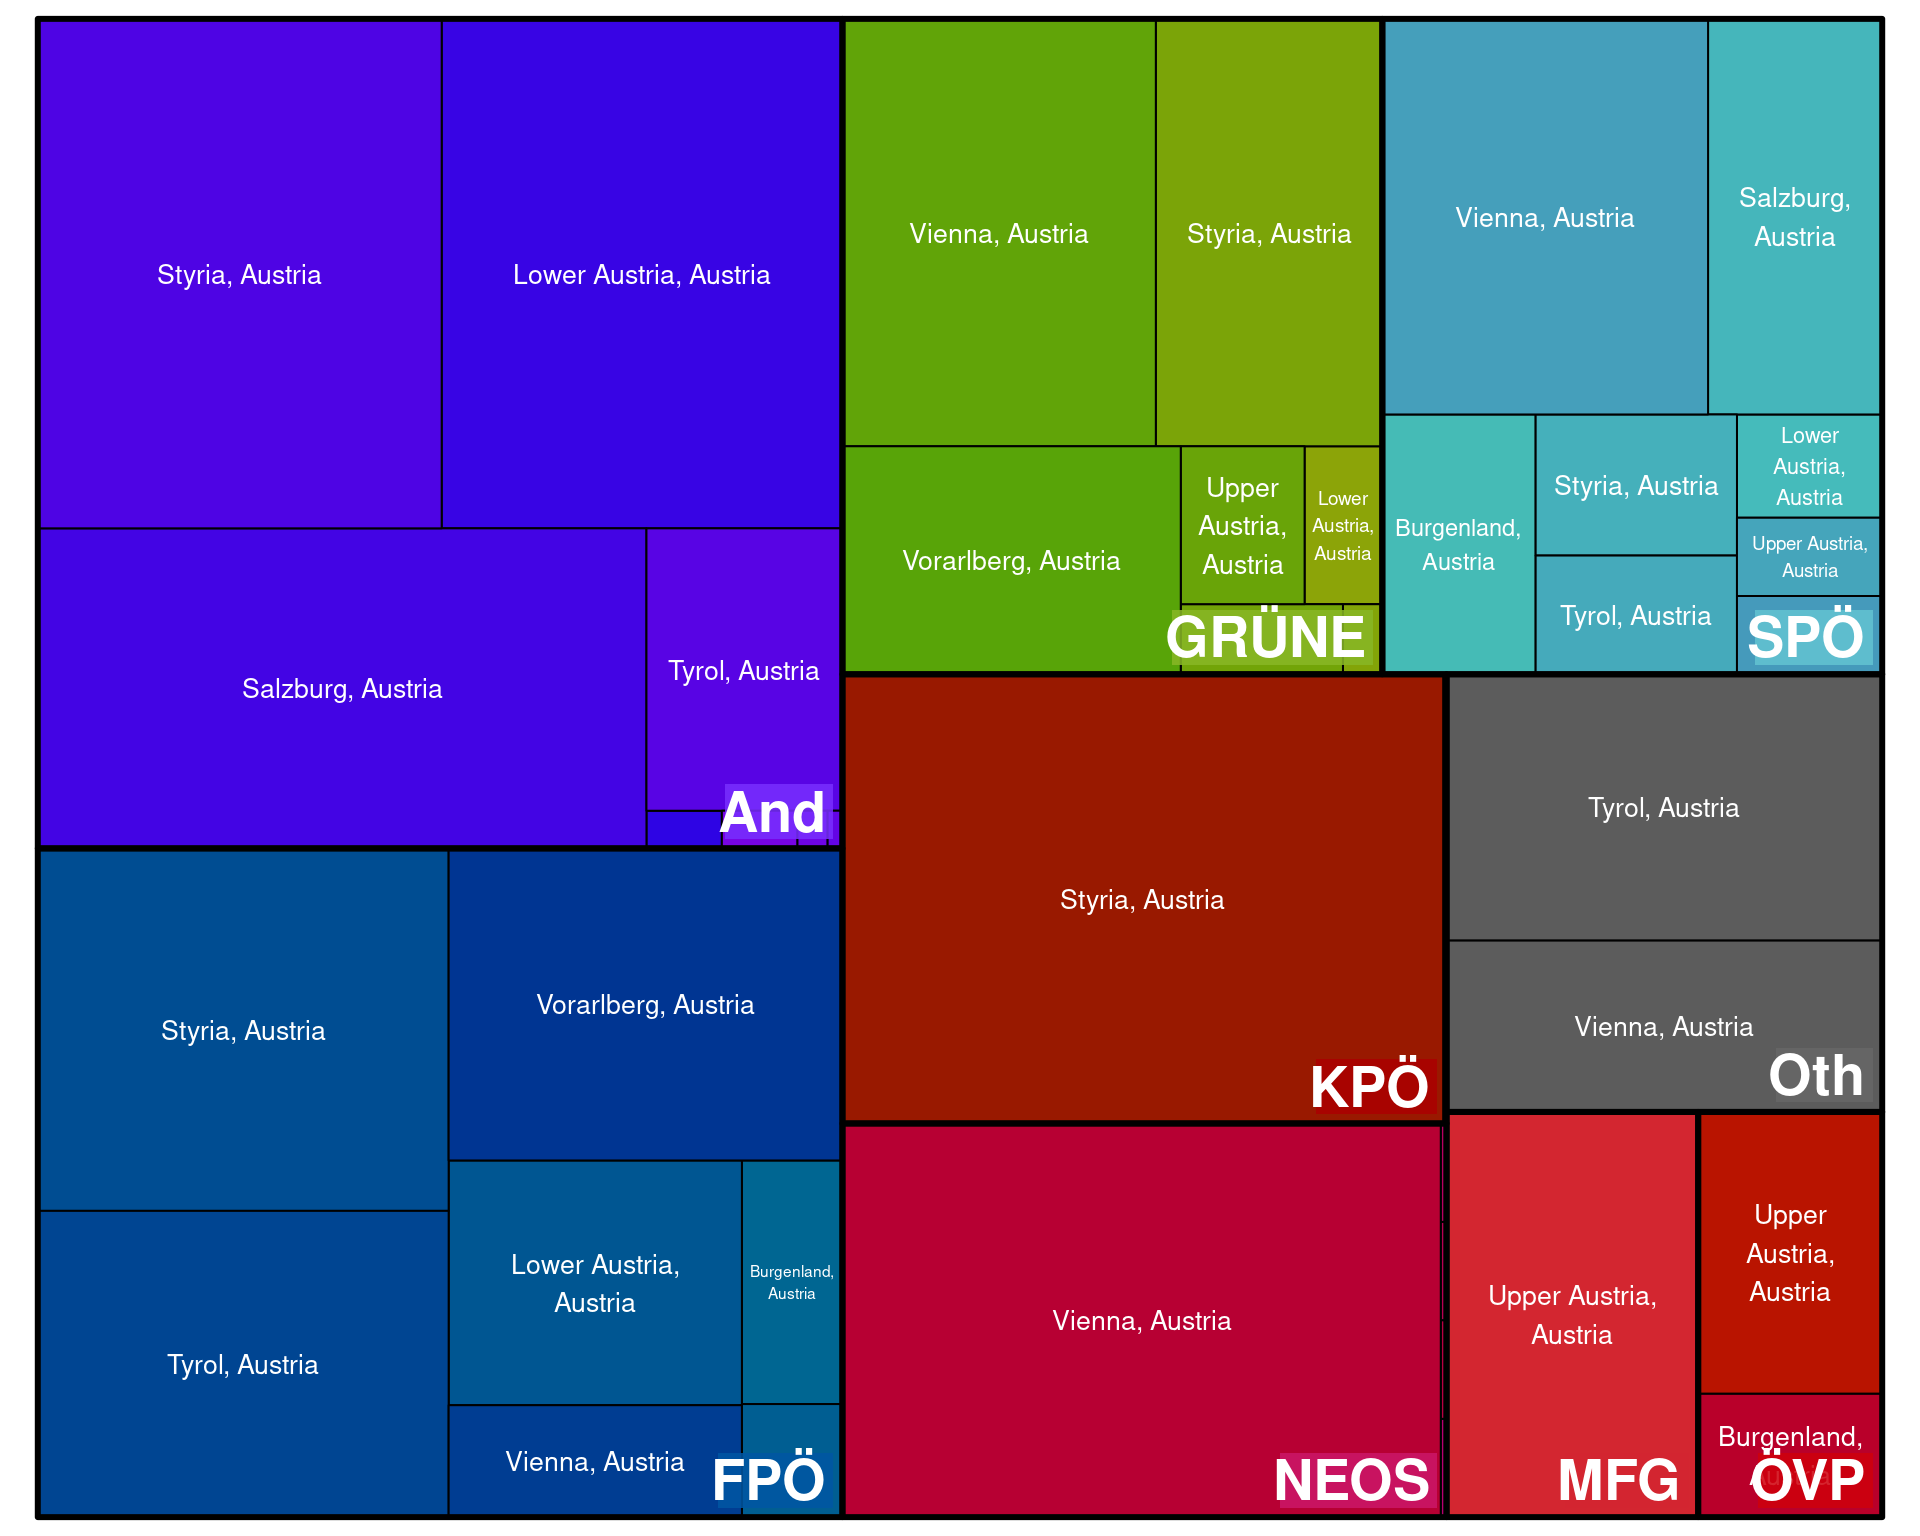 Styria, Austria
Lower Austria, Austria
Salzburg, Austria
Tyrol, Austria
And
Styria, Austria
Vorarlberg, Austria
Tyrol, Austria
Lower Austria,
Austria
Burgenland,
Austria
Vienna, Austria
FPÖ
Vienna, Austria
Styria, Austria
Vorarlberg, Austria
Upper
Austria,
Austria
Lower
Austria,
Austria
GRÜNE
Vienna, Austria
Salzburg,
Austria
Burgenland,
Austria
Styria, Austria
Tyrol, Austria
Lower
Austria,
Austria
Upper Austria,
Austria
SPÖ
Styria, Austria
KPÖ
Tyrol, Austria
Vienna, Austria
Oth
Vienna, Austria
NEOS
Upper Austria,
Austria
MFG
Upper
Austria,
Austria
Burgenland,
ÖVP